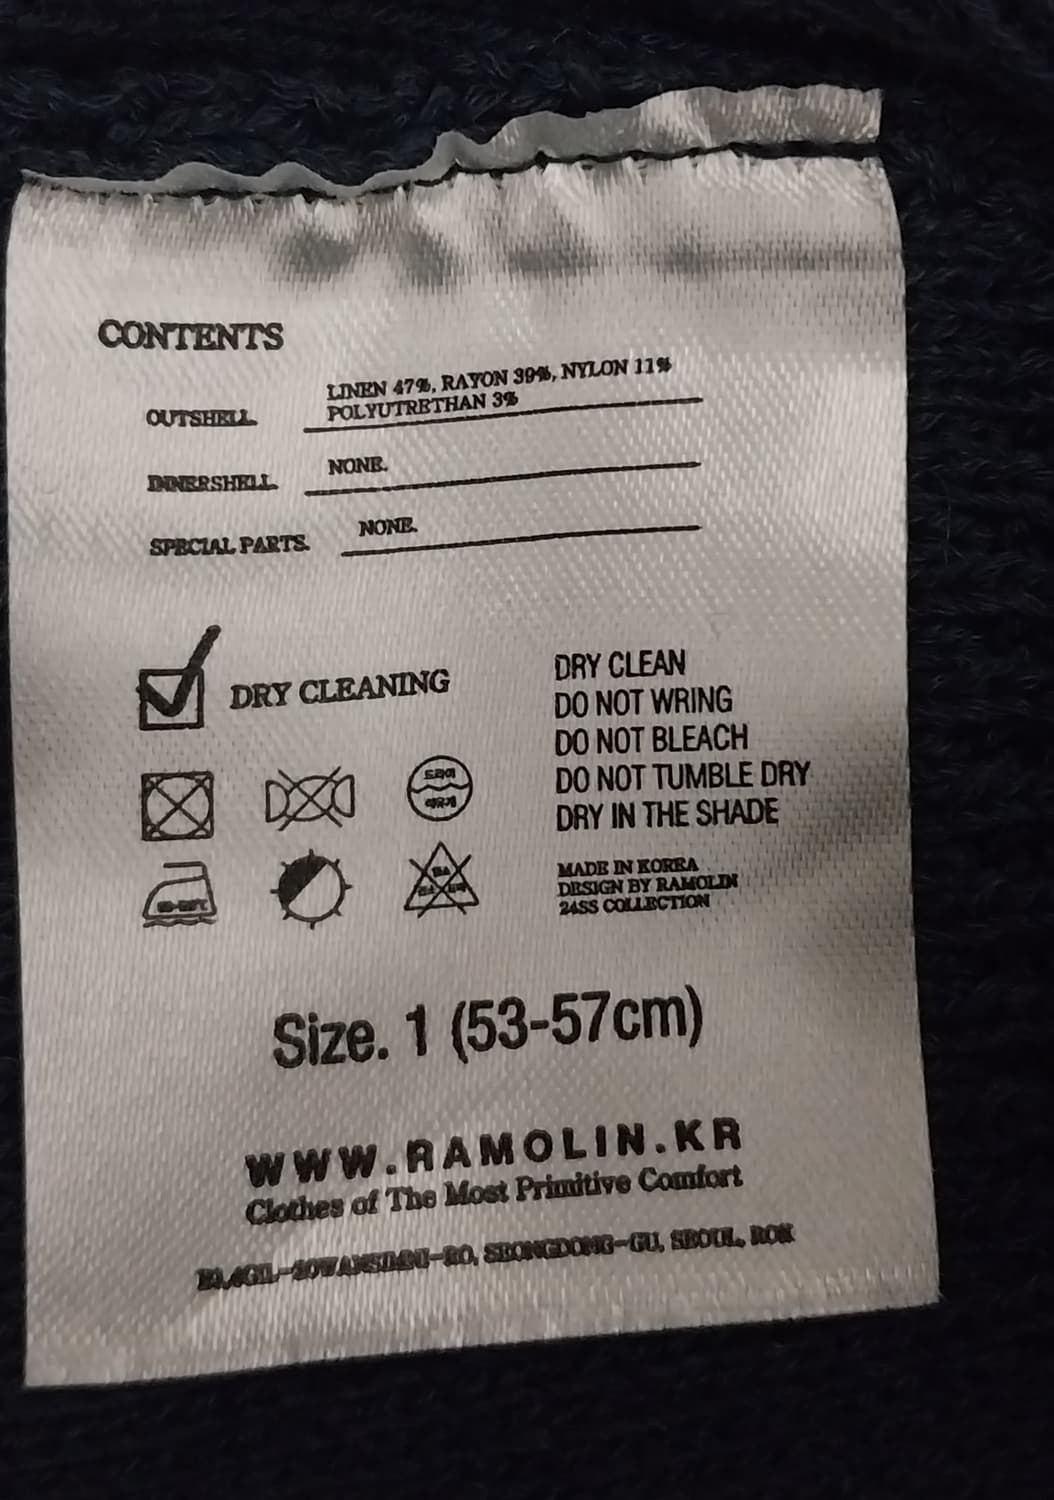 CONTENTS
OUTSHELL LINEN 47%, RAYON 39%, NYLON 11%
POLYUTRETHAN 3%
INNERSHELL NONE.
SPECIAL PARTS. NONE.
DRY CLEANING
DRY CLEAN
DO NOT WRING
DO NOT BLEACH
DO NOT TUMBLE DRY
DRY IN THE SHADE
드라이
MADE IN KOREA
DESIGN BY RAMOLIN
24SS COLLECTION
Size. 1 (53-57cm)
WWW.RAMOLIN.KR
Clothes of The Most Primitive Comfort
SEONGDONG-GU, SEOUL, ROK